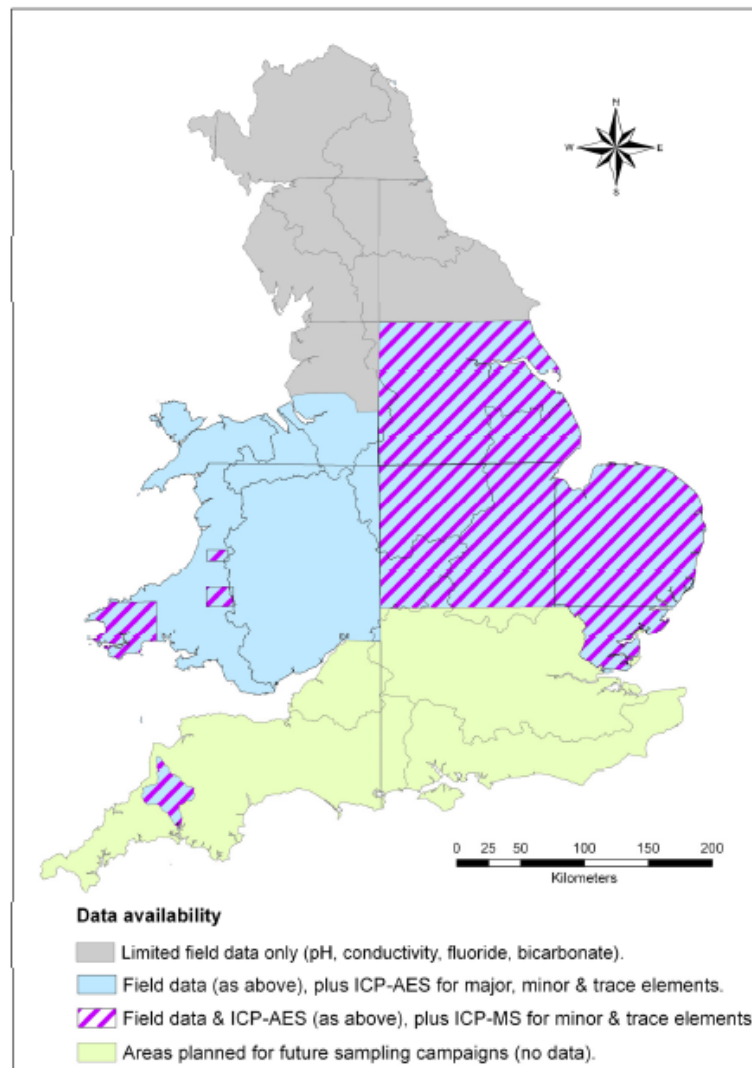 N
W E
S
0 25 50 100 150 200
Kilometers
Data availability
Limited field data only (pH, conductivity, fluoride, bicarbonate).
Field data (as above), plus ICP-AES for major, minor & trace elements.
Field data & ICP-AES (as above), plus ICP-MS for minor & trace elements
Areas planned for future sampling campaigns (no data).